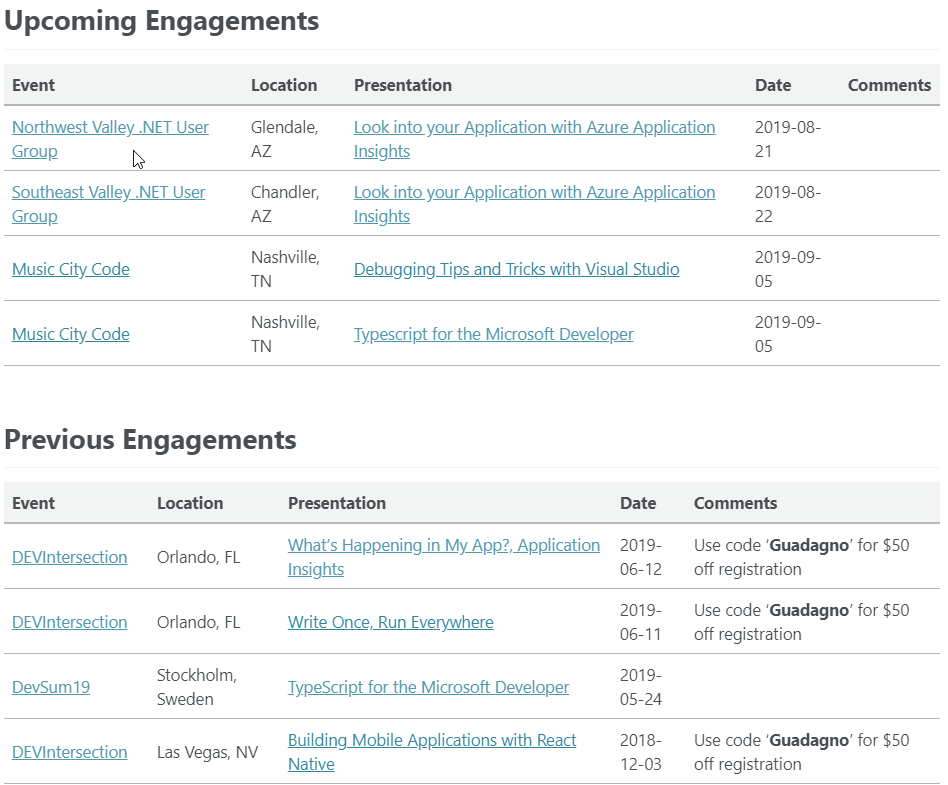 Upcoming Engagements
Event Location Presentation Date Comments
Northwest Valley .NET User Glendale, Look into your Application with Azure Application 2019-08-
Group AZ Insights 21
Southeast Valley .NET User Chandler, Look into your Application with Azure Application 2019-08-
Group AZ Insights 22
Music City Code Nashville, TN Debugging Tips and Tricks with Visual Studio 2019-09-05
Music City Code Nashville, TN Typescript for the Microsoft Developer 2019-09-05
Previous Engagements
Event Location Presentation Date Comments
DEVIntersection Orlando, FL What’s Happening in My App?, Application Insights 2019-06-12 Use code ‘Guadagno’ for $50 off registration
DEVIntersection Orlando, FL Write Once, Run Everywhere 2019-06-11 Use code ‘Guadagno’ for $50 off registration
DevSum19 Stockholm, Sweden TypeScript for the Microsoft Developer 2019-05-24
DEVIntersection Las Vegas, NV Building Mobile Applications with React Native 2018-12-03 Use code ‘Guadagno’ for $50 off registration